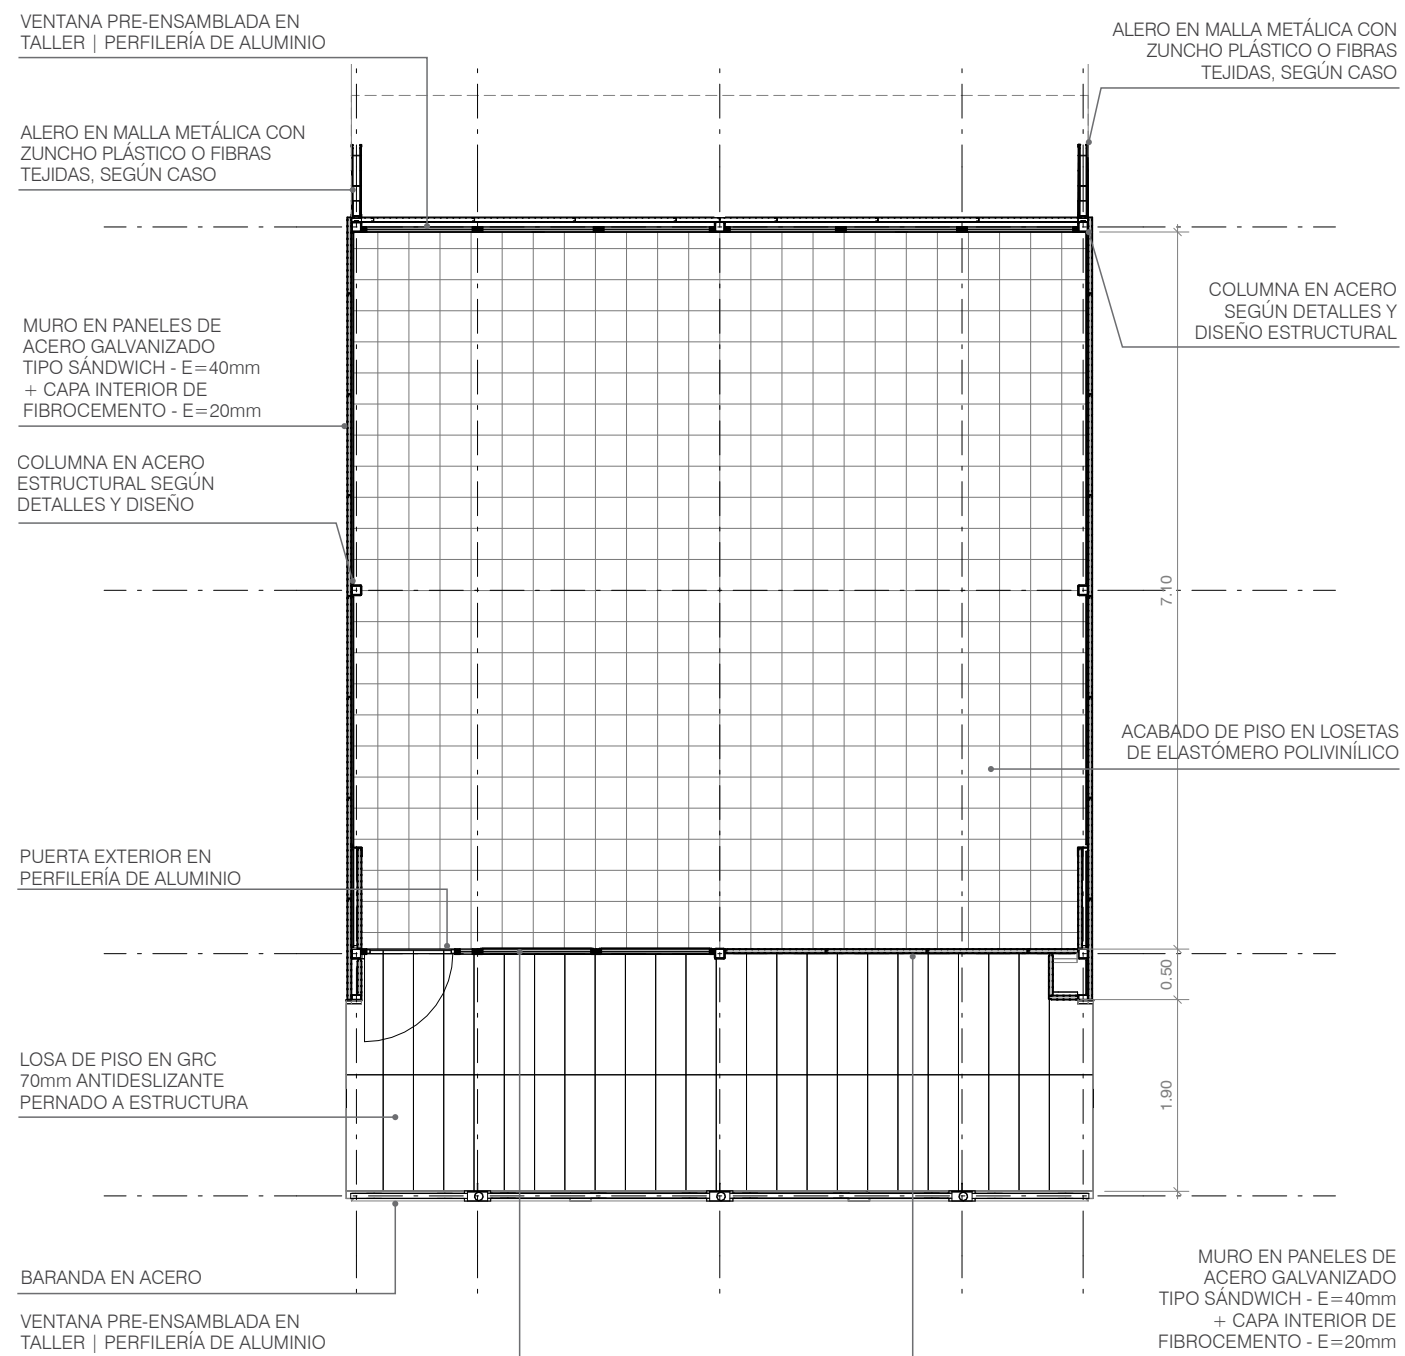 VENTANA PRE-ENSAMBLADA EN
TALLER | PERFILERÍA DE ALUMINIO
ALERO EN MALLA METÁLICA CON
ZUNCHO PLÁSTICO O FIBRAS
TEJIDAS, SEGÚN CASO
ALERO EN MALLA METÁLICA CON
ZUNCHO PLÁSTICO O FIBRAS
TEJIDAS, SEGÚN CASO
COLUMNA EN ACERO
SEGÚN DETALLES Y
DISEÑO ESTRUCTURAL
MURO EN PANELES DE
ACERO GALVANIZADO
TIPO SÁNDWICH - E=40mm
+ CAPA INTERIOR DE
FIBROCEMENTO - E=20mm
COLUMNA EN ACERO
ESTRUCTURAL SEGÚN
DETALLES Y DISEÑO
7.10
ACABADO DE PISO EN LOSETAS
DE ELASTÓMERO POLIVINÍLICO
PUERTA EXTERIOR EN
PERFILERÍA DE ALUMINIO
0.50
LOSA DE PISO EN GRC
70mm ANTIDESLIZANTE
PERNADO A ESTRUCTURA
1.90
BARANDA EN ACERO
VENTANA PRE-ENSAMBLADA EN
TALLER | PERFILERÍA DE ALUMINIO
MURO EN PANELES DE
ACERO GALVANIZADO
TIPO SÁNDWICH - E=40mm
+ CAPA INTERIOR DE
FIBROCEMENTO - E=20mm